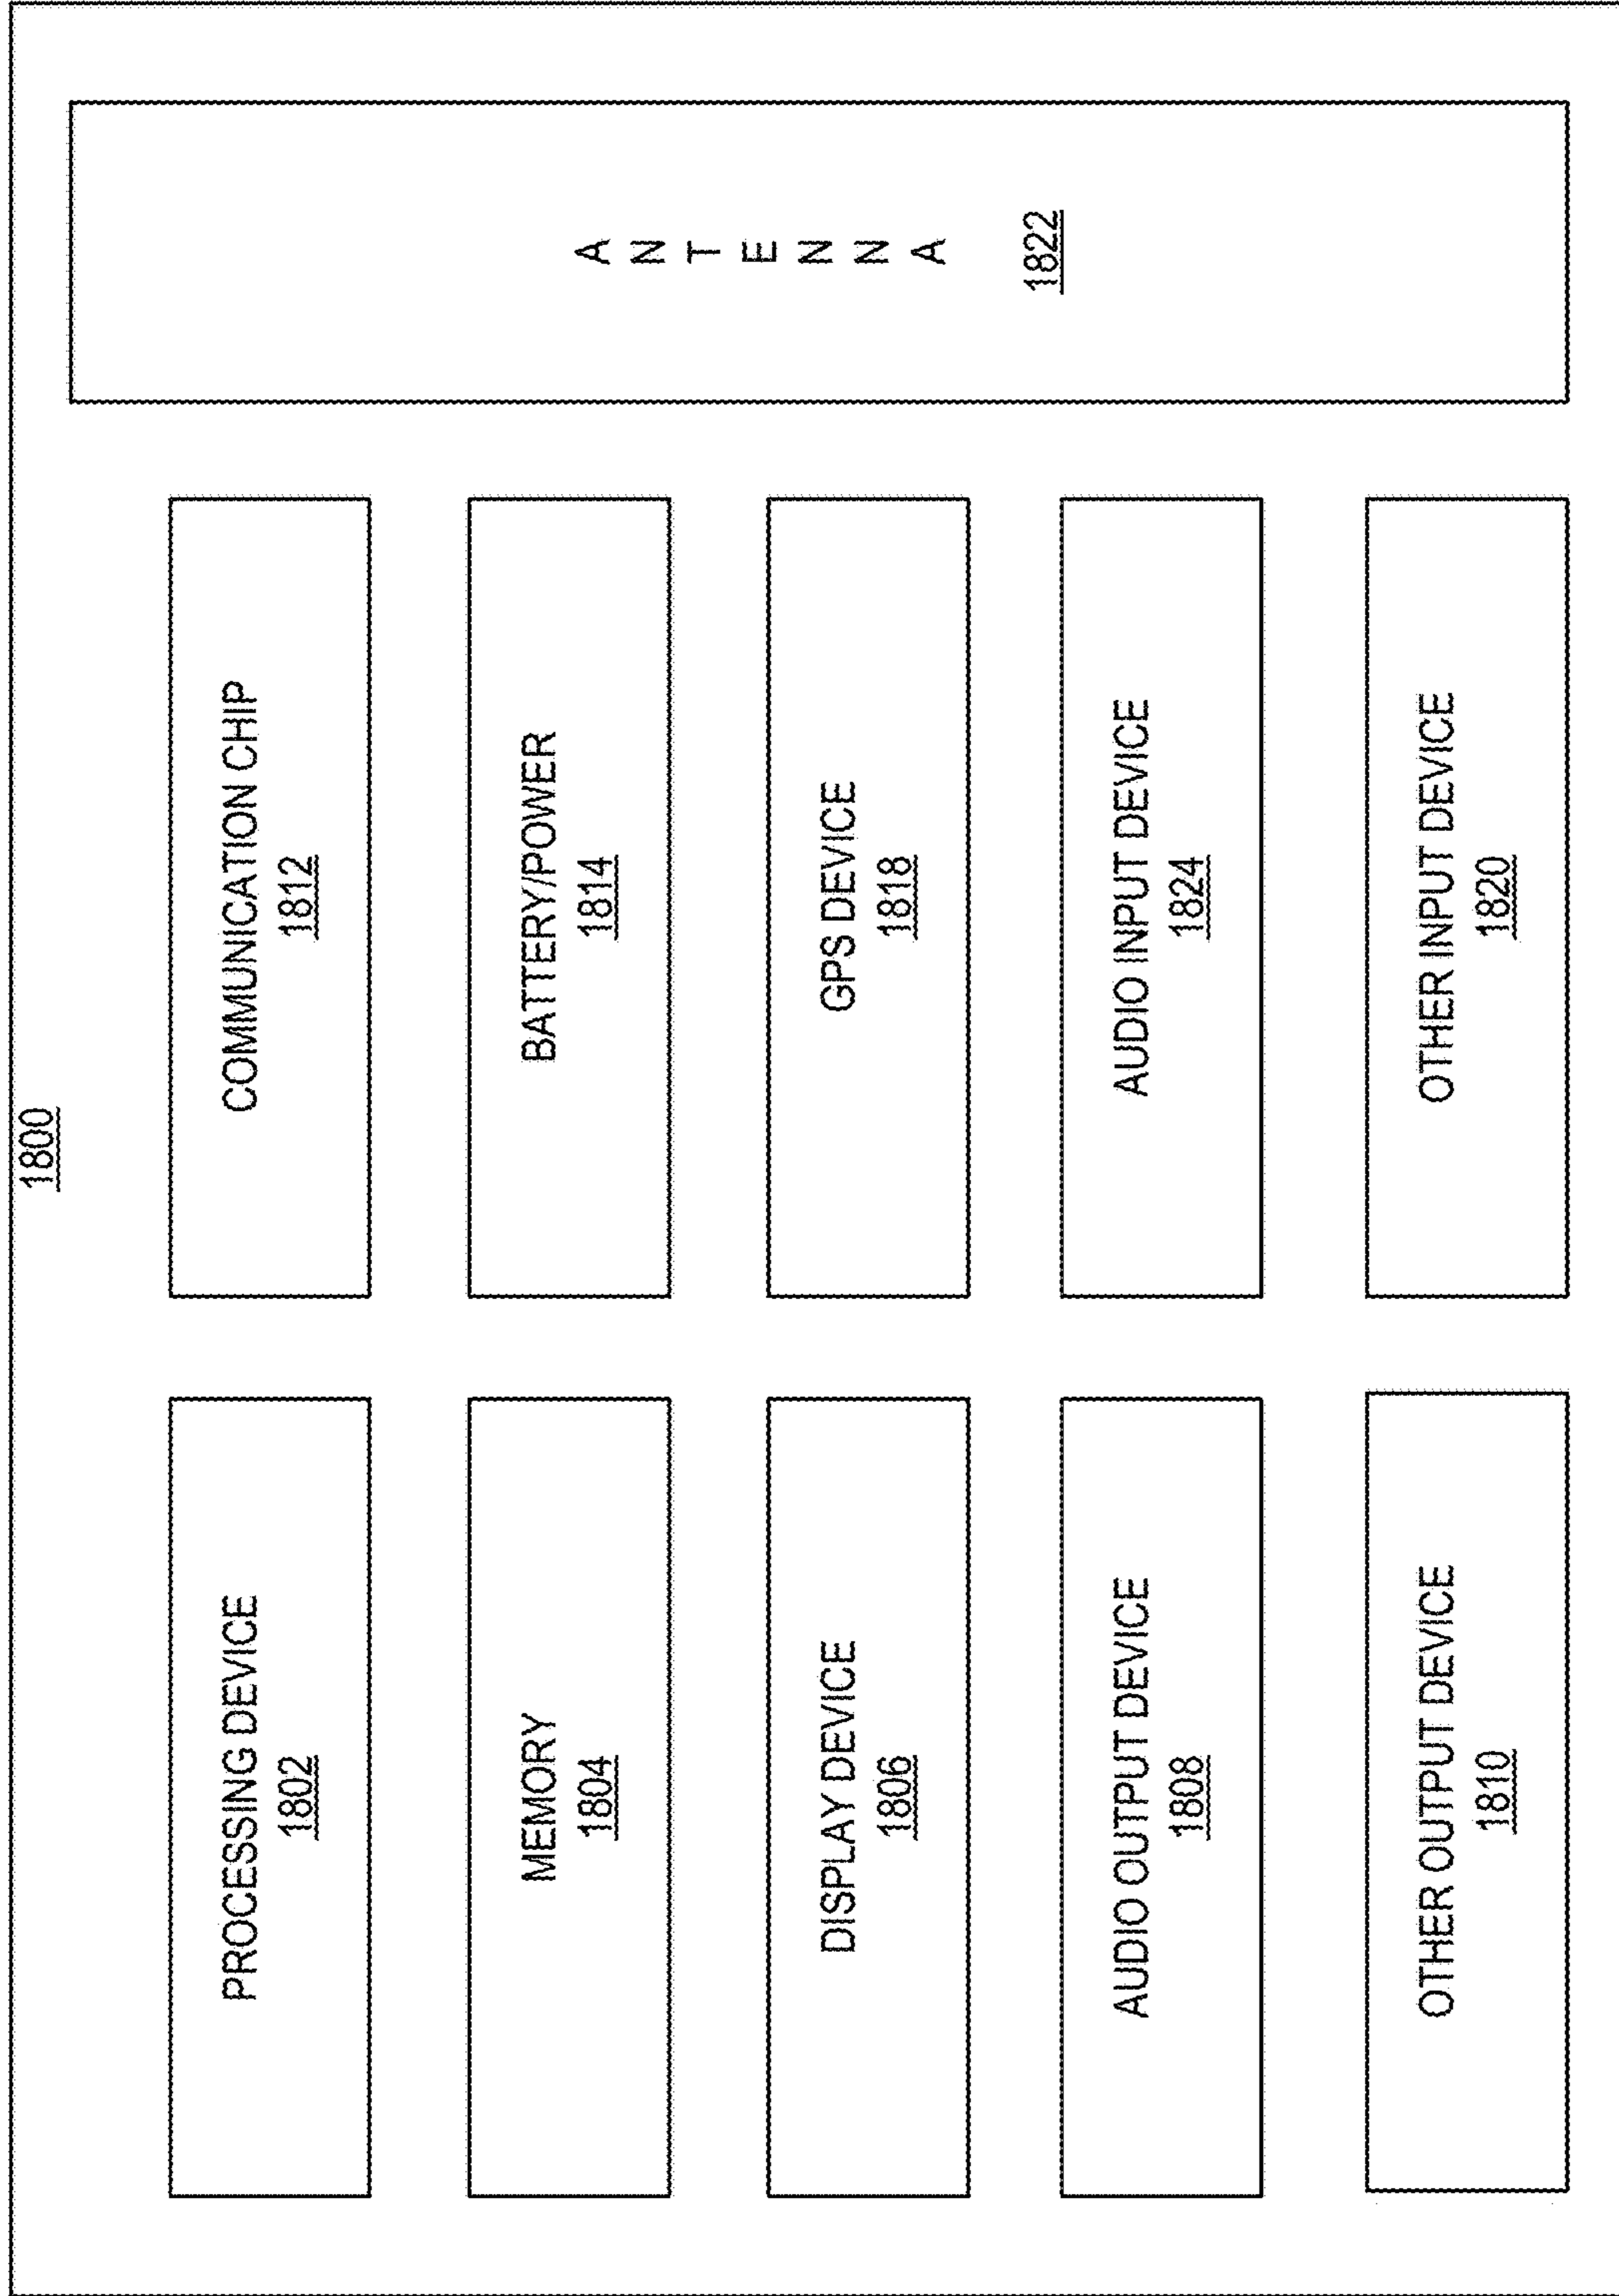 1800
PROCESSING DEVICE
1802
COMMUNICATION CHIP
1812
MEMORY
1804
BATTERY/POWER
1814
DISPLAY DEVICE
1806
GPS DEVICE
1818
AUDIO OUTPUT DEVICE
1808
AUDIO INPUT DEVICE
1824
OTHER OUTPUT DEVICE
1810
OTHER INPUT DEVICE
1820
A
N
T
E
N
N
A
1822